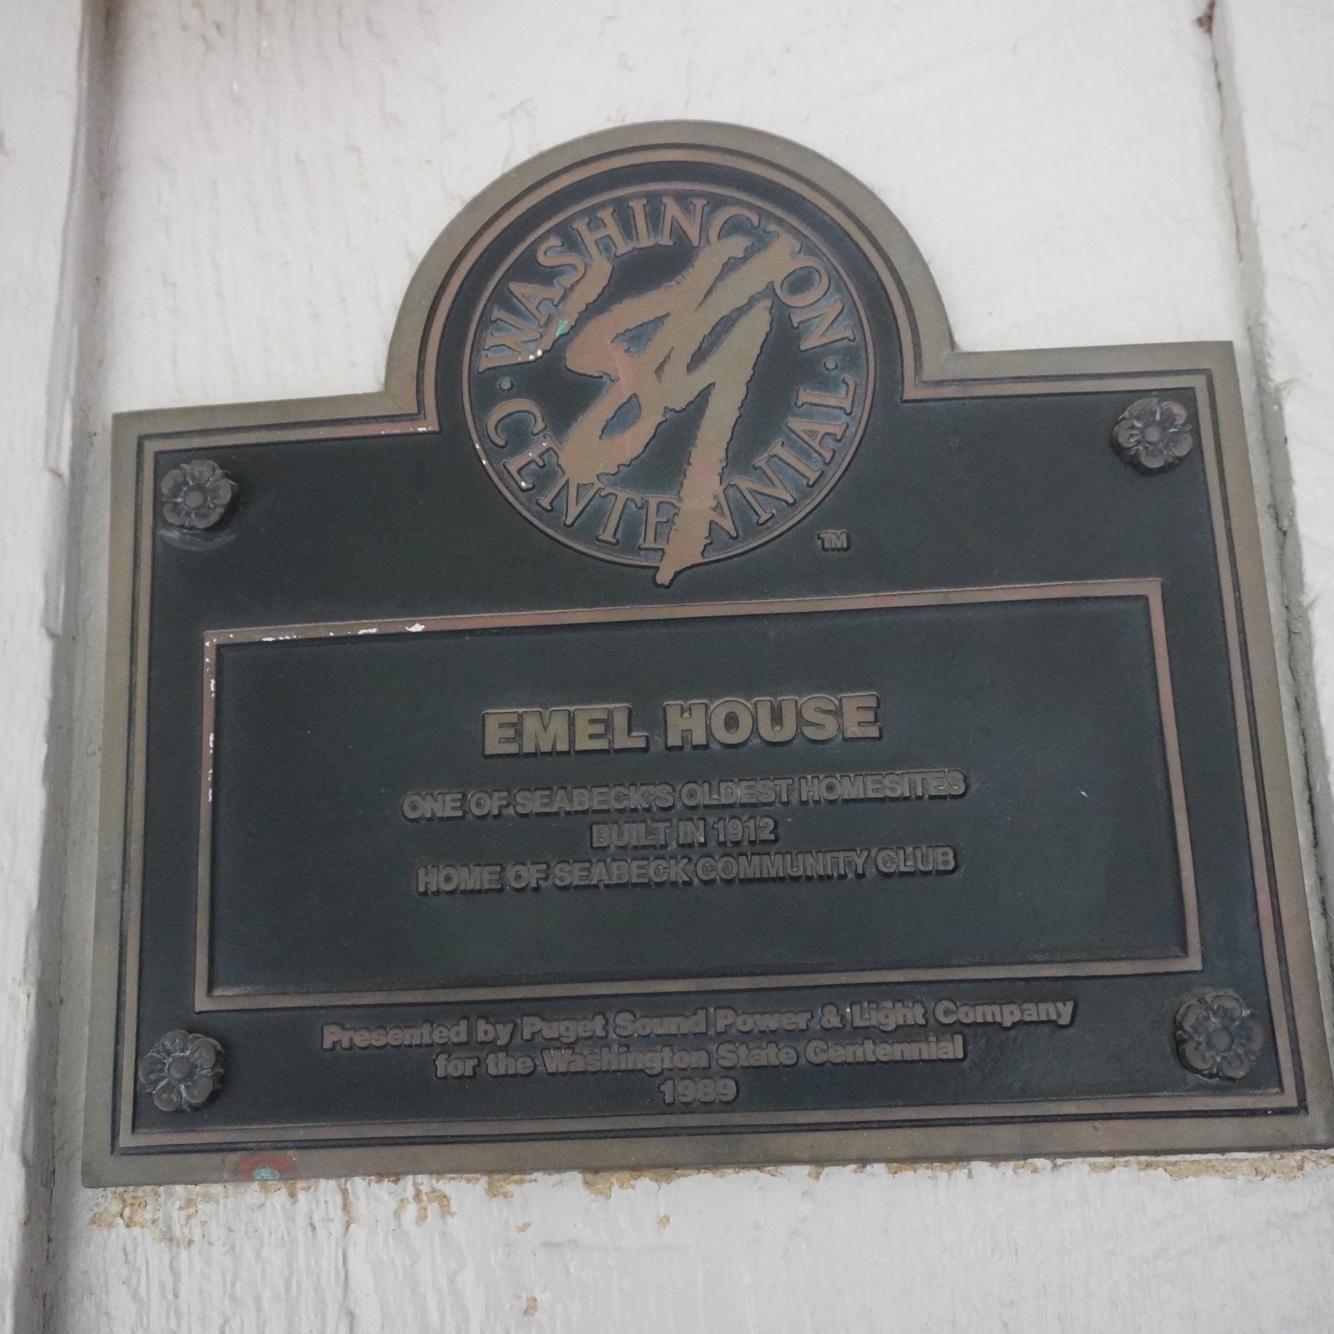 WASHINGTON
89
CENTENNIAL
TM
EMEL HOUSE
ONE OF SEABECK'S OLDEST HOMESITES
BUILT IN 1912
HOME OF SEABECK COMMUNITY CLUB
Presented by Puget Sound Power & Light Company
for the Washington State Centennial
1989